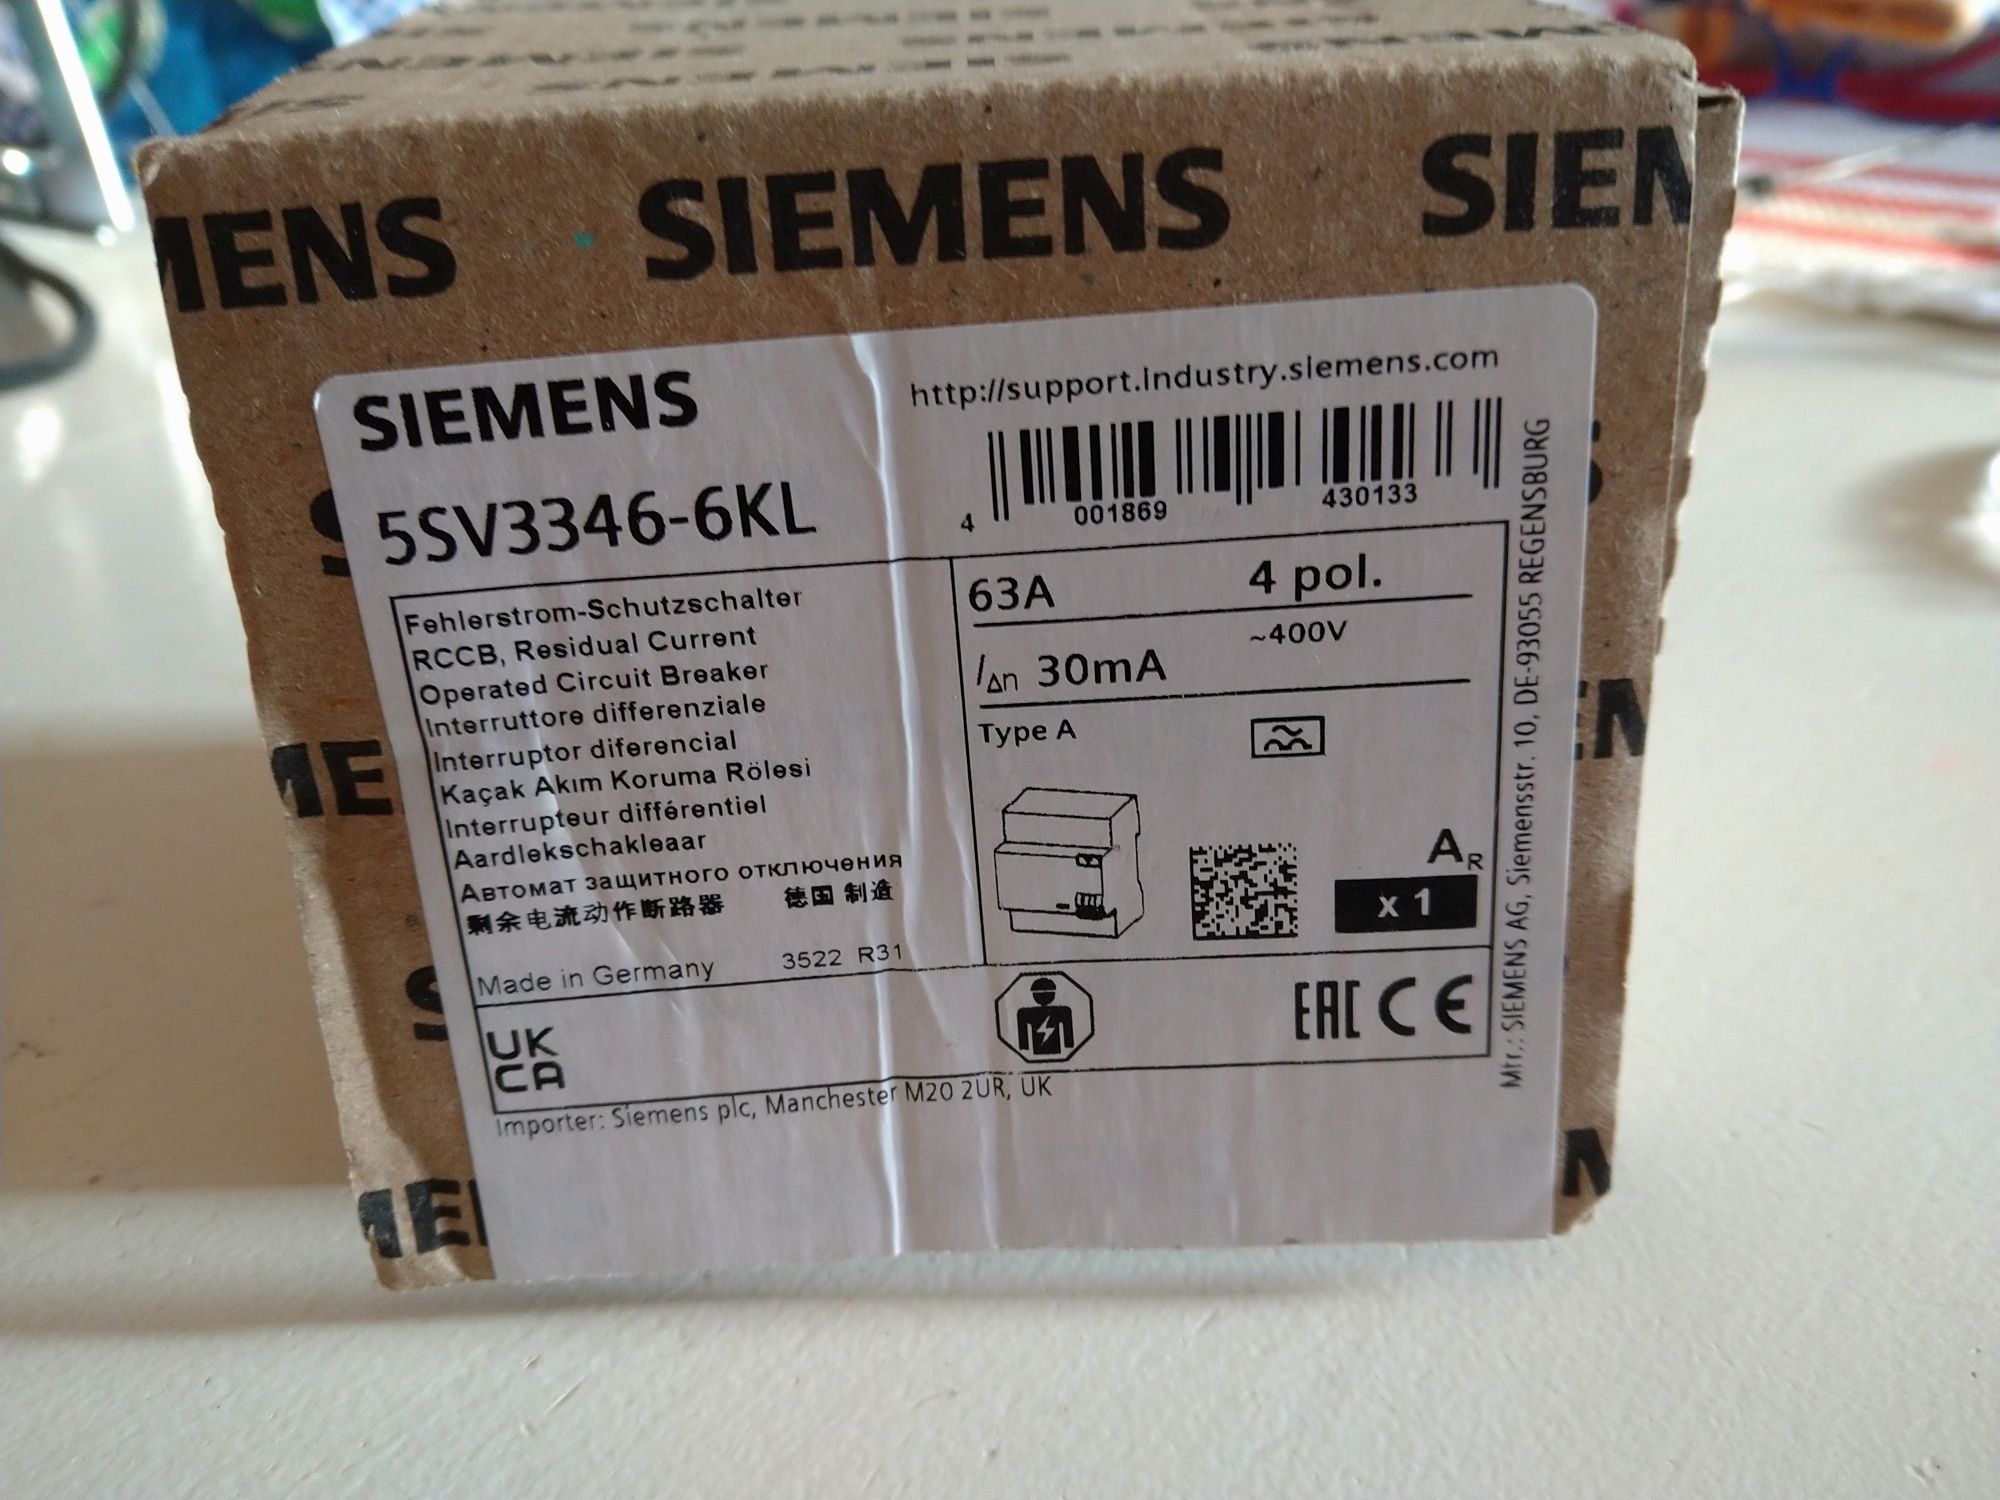 SIEMENS
SIEMENS
http://support.industry.siemens.com
5SV3346-6KL
4 001869 430133
Fehlerstrom-Schutzschalter
RCCB, Residual Current
Operated Circuit Breaker
Interruttore differenziale
Interruptor diferencial
Kaçak Akım Koruma Rölesi
Interrupteur différentiel
Aardlekschakleaar
Автомат защитного отключения
剩余电流动作断路器 德国 制造
Made in Germany 3522 R31
63A 4 pol.
~400V
I∆n 30mA
Type A
AR
x 1
UK
CA
EAC CE
Importer: Siemens plc, Manchester M20 2UR, UK
Mfr.: SIEMENS AG, Siemensstr. 10, DE-93055 REGENSBURG